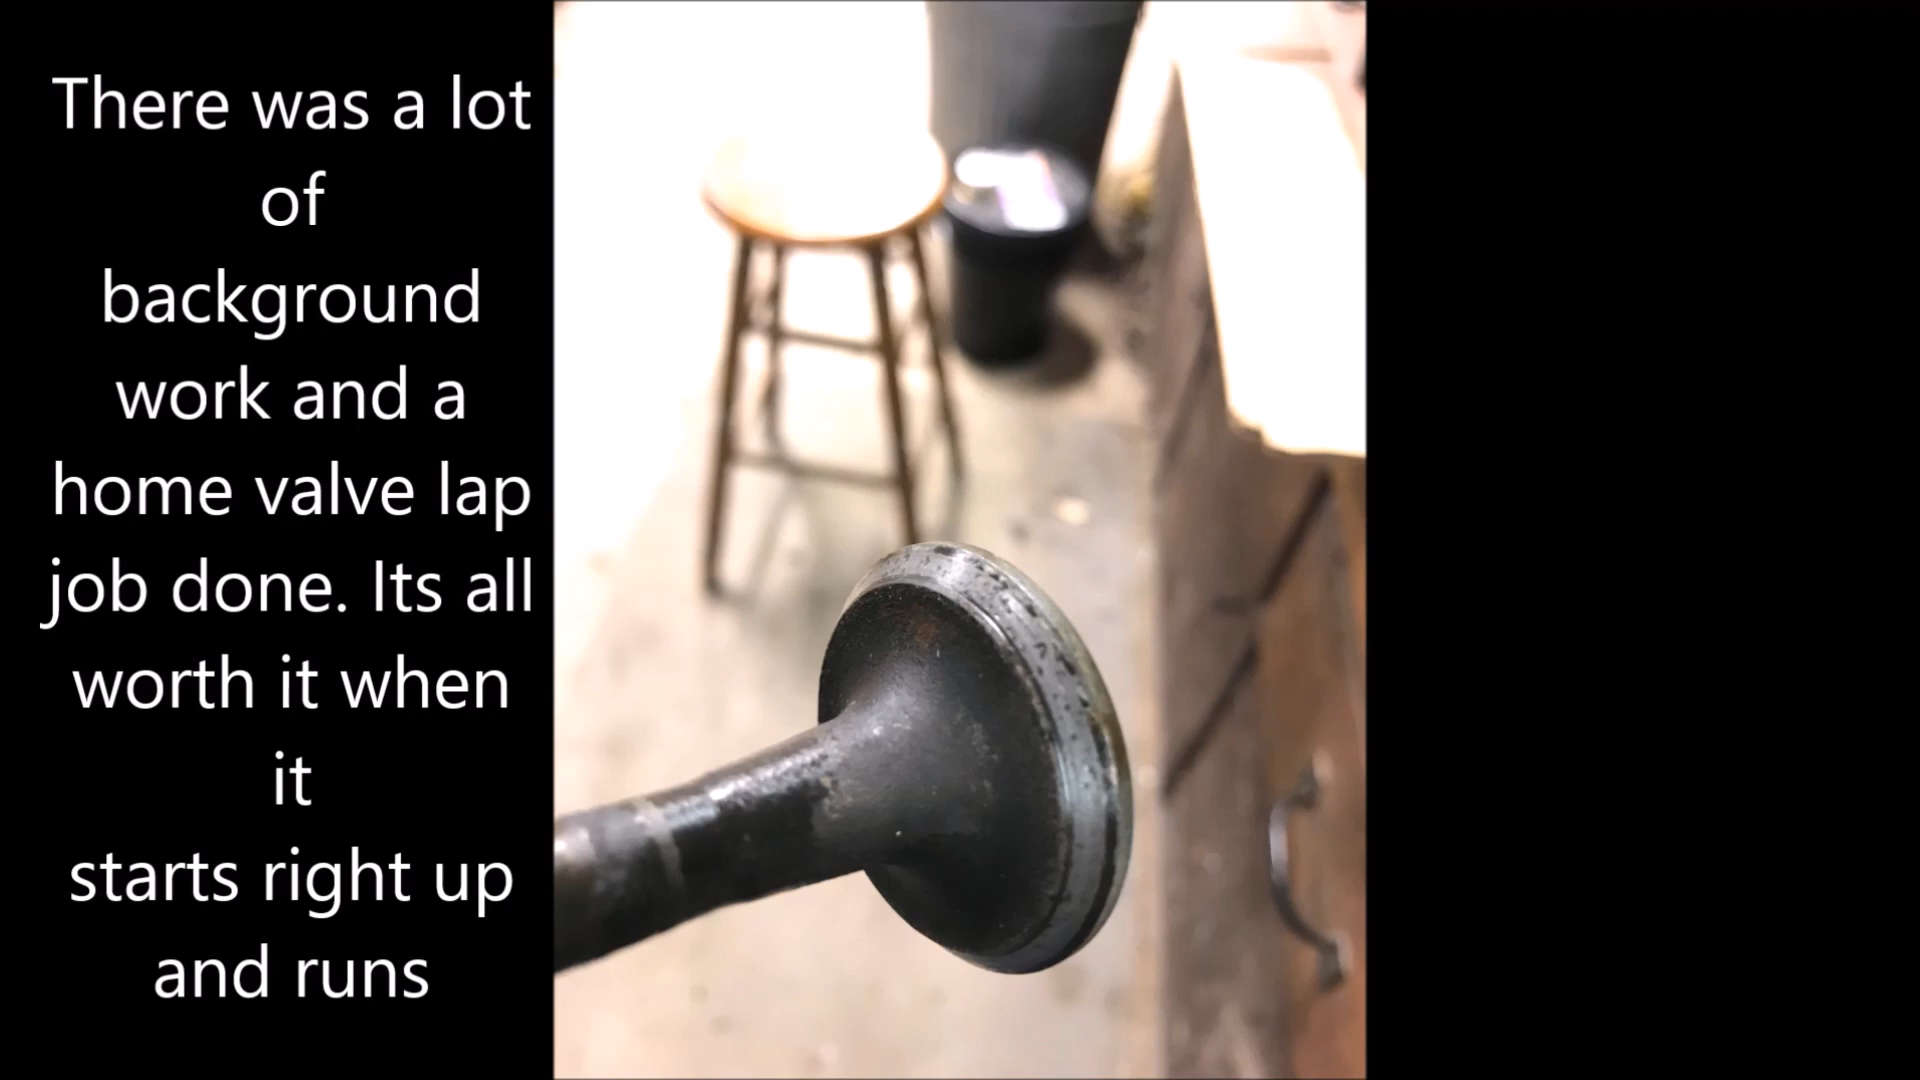 There was a lot
of
background
work and a
home valve lap
job done. Its all
worth it when
it
starts right up
and runs